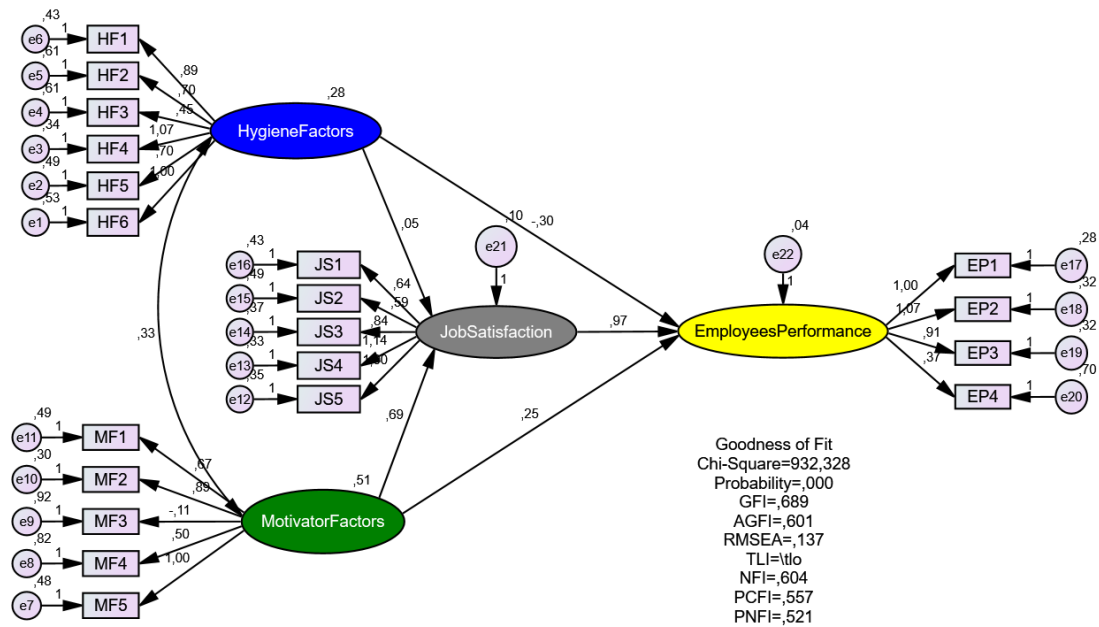 ,43
e6 1 HF1
,61
e5 1 HF2
,61
e4 1 HF3
,34
e3 1 HF4
,49
e2 1 HF5
,53
e1 1 HF6
,89
,70
,45
1,07
,70
1,00
,28
HygieneFactors
,05
-,30
,33
,43
e16 1 JS1
,49
e15 1 JS2
,37
e14 1 JS3
,33
e13 1 JS4
,35
e12 1 JS5
,64
,59
,84
1,14
1,00
,10
e21
1
JobSatisfaction
,97
,69
,25
,04
e22
1
EmployeesPerformance
1,00
1,07
,91
,37
,28
EP1 1 e17
,32
EP2 1 e18
,32
EP3 1 e19
,70
EP4 1 e20
,49
e11 1 MF1
,30
e10 1 MF2
,92
e9 1 MF3
,82
e8 1 MF4
,48
e7 1 MF5
,67
,89
-,11
,50
1,00
,51
MotivatorFactors
Goodness of Fit
Chi-Square=932,328
Probability=,000
GFI=,689
AGFI=,601
RMSEA=,137
TLI=\tlo
NFI=,604
PCFI=,557
PNFI=,521